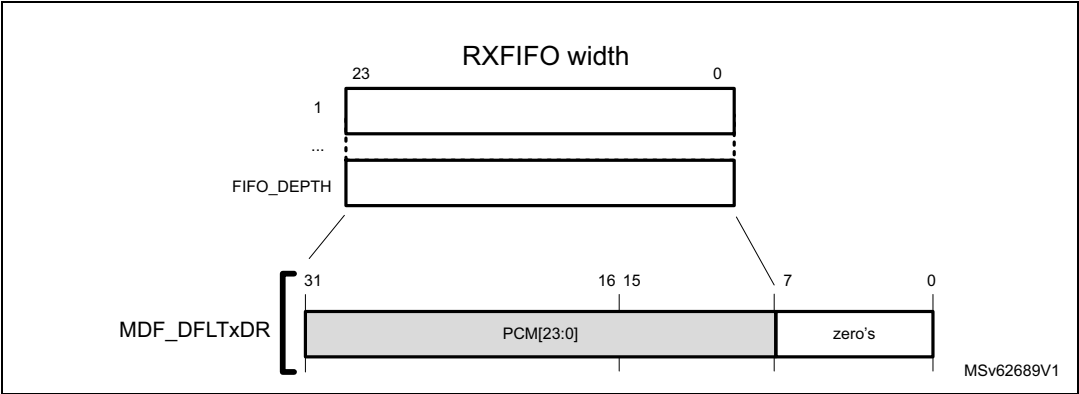 RXFIFO width
23 0
1
...
FIFO_DEPTH
31 16 15 7 0
MDF_DFLTxDR PCM[23:0] zero's
MSv62689V1